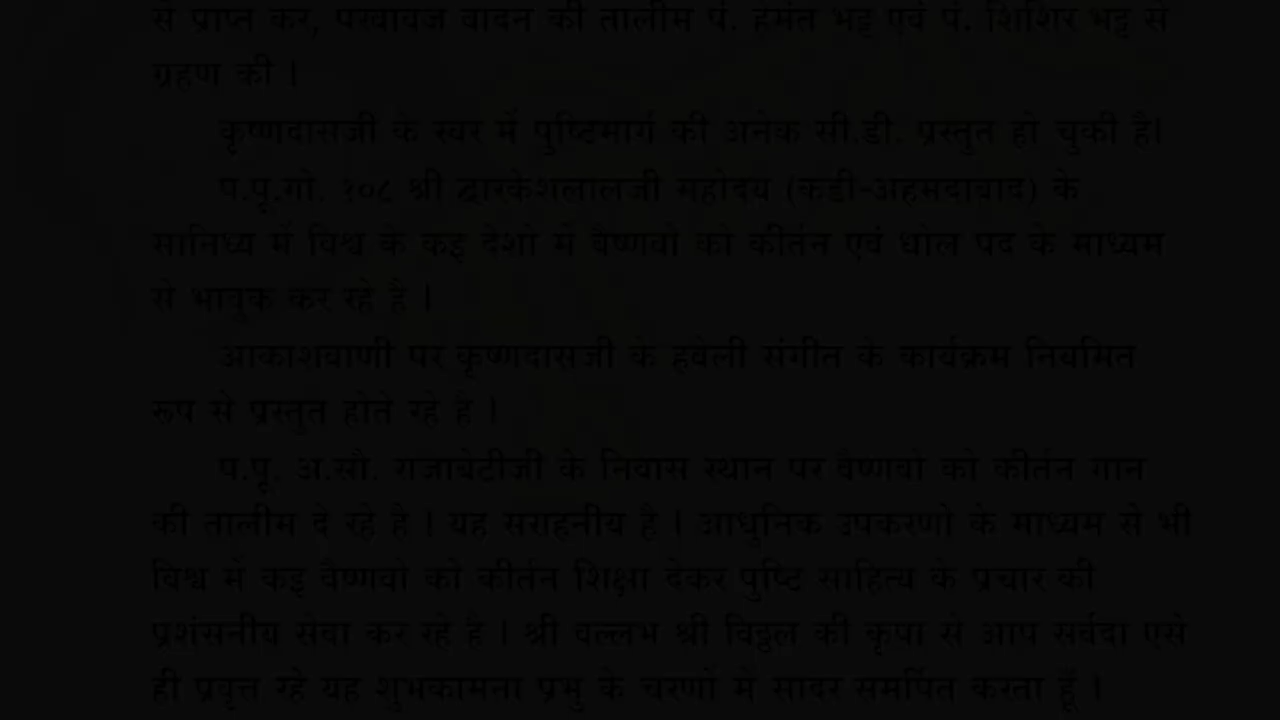 से प्राप्त कर, पखावज वादन की तालीम पं. हेमंत भट्ट एवं पं. शिशिर भट्ट से
ग्रहण की ।
कृष्णदासजी के स्वर में पुष्टिमार्ग की अनेक सी.डी. प्रस्तुत हो चुकी है।
प.पू.गो. १०८ श्री द्वारकेशलालजी महोदय (कडी-अहमदाबाद) के
सानिध्य में विश्व के कइ देशो में वैष्णवो को कीर्तन एवं धोल पद के माध्यम
से भावुक कर रहे है ।
आकाशवाणी पर कृष्णदासजी के हवेली संगीत के कार्यक्रम नियमित
रूप से प्रस्तुत होते रहे है ।
प.पू. अ.सौ. राजाबेटीजी के निवास स्थान पर वैष्णवो को कीर्तन गान
की तालीम दे रहे है । यह सराहनीय है । आधुनिक उपकरणो के माध्यम से भी
विश्व में कइ वैष्णवो को कीर्तन शिक्षा देकर पुष्टि साहित्य के प्रचार की
प्रशंसनीय सेवा कर रहे है । श्री वल्लभ श्री विठ्ठल की कृपा से आप सर्वदा एसे
ही प्रवृत्त रहे यह शुभकामना प्रभु के चरणों में सादर समर्पित करता हूँ ।